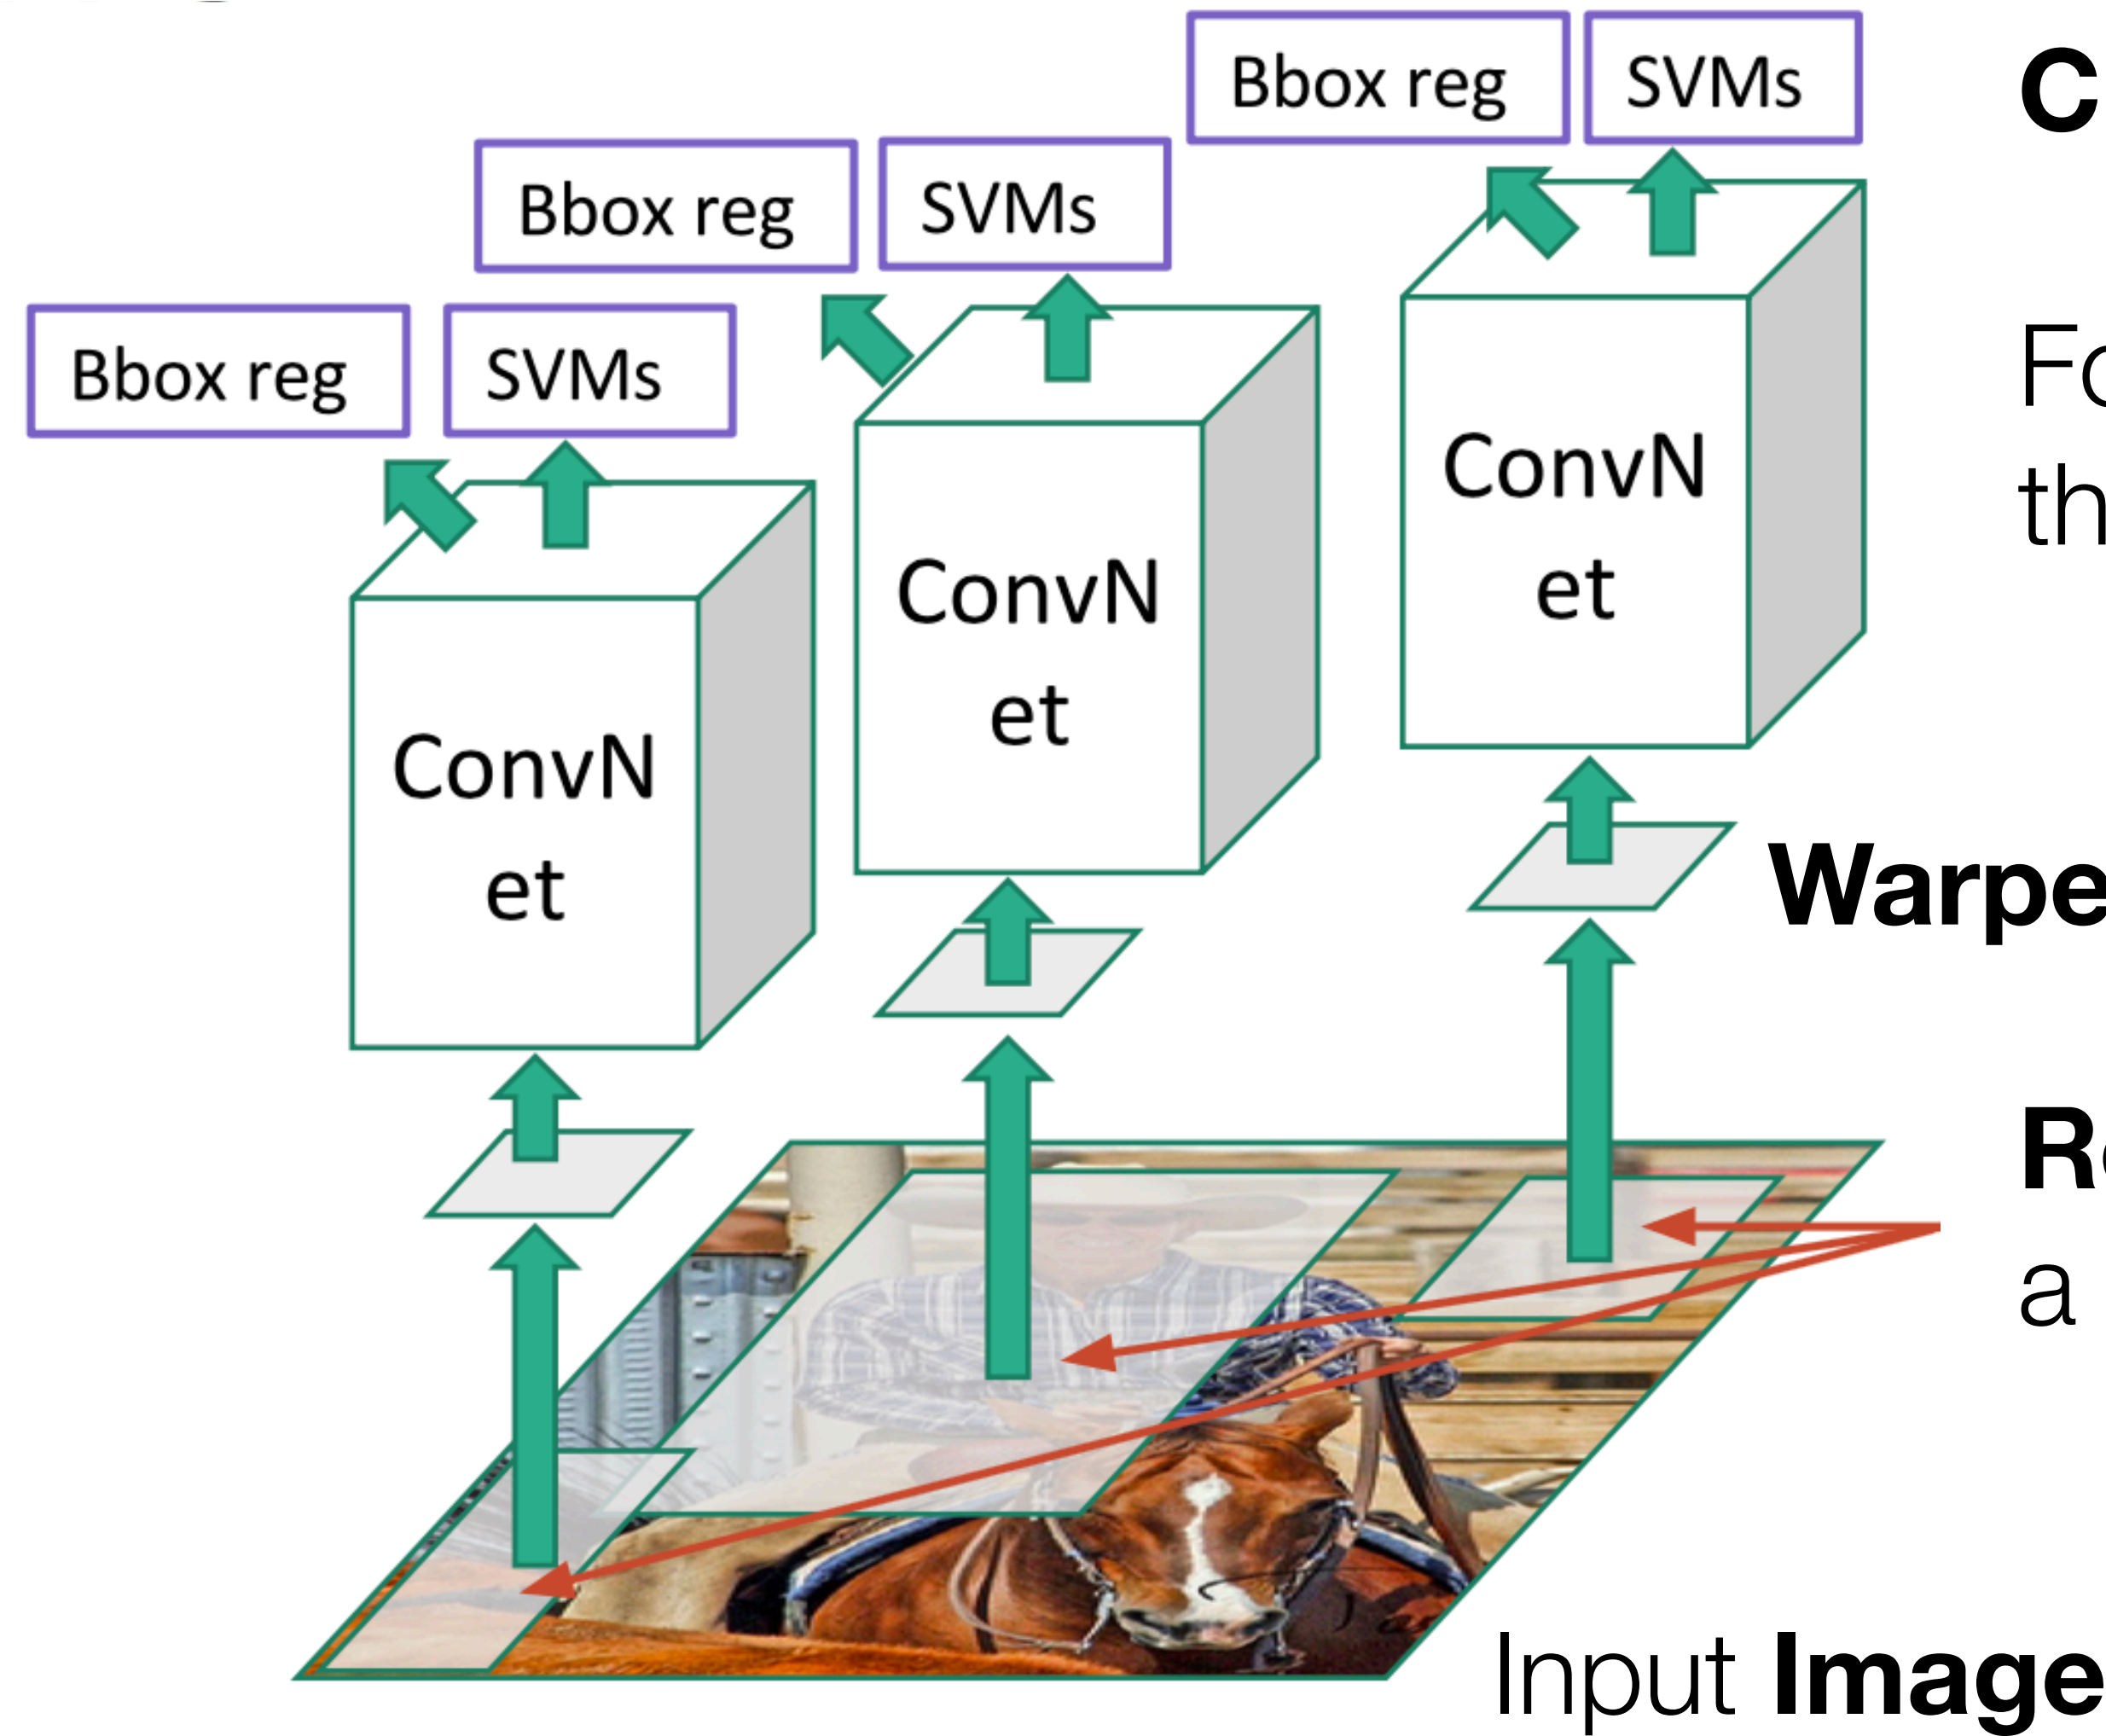 Bbox reg
SVMs
Bbox reg
SVMs
Bbox reg
SVMs
ConvN
et
ConvN
et
ConvN
et
C
Fo
th
Warpe
Re
a
Input Image